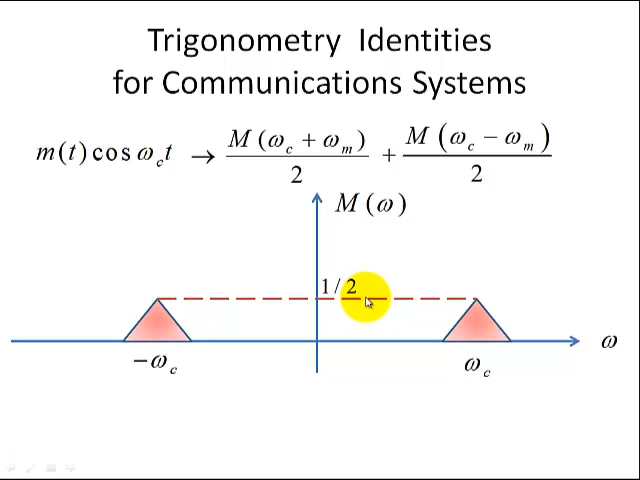 Trigonometry Identities
for Communications Systems
m(t) cos ω_c t → M(ω_c + ω_m)/2 + M(ω_c − ω_m)/2
M(ω)
1/2
ω
−ω_c
ω_c